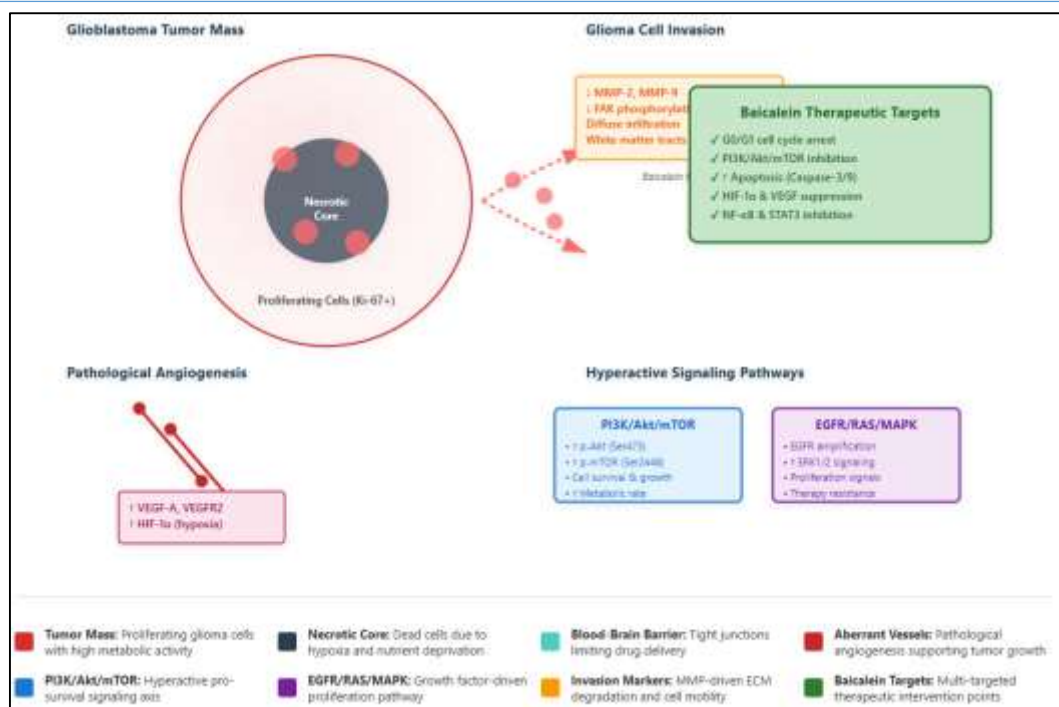 Glioblastoma Tumor Mass
Glioma Cell Invasion
Necrotic
Core
Proliferating Cells (Ki-67+)
↓ MMP-2, MMP-9
↓ FAK phosphorylat
Diffuse infiltration
White matter tracts
Baicalein
Baicalein Therapeutic Targets
✓ G0/G1 cell cycle arrest
✓ PI3K/Akt/mTOR inhibition
✓ ↑ Apoptosis (Caspase-3/9)
✓ HIF-1α & VEGF suppression
✓ NF-κB & STAT3 inhibition
Pathological Angiogenesis
↑ VEGF-A, VEGFR2
↑ HIF-1α (hypoxia)
Hyperactive Signaling Pathways
PI3K/Akt/mTOR
• ↑ p-Akt (Ser473)
• ↑ p-mTOR (Ser2448)
• Cell survival & growth
• ↑ Metabolic rate
EGFR/RAS/MAPK
• EGFR amplification
• ↑ ERK1/2 signaling
• Proliferation signals
• Therapy resistance
Tumor Mass: Proliferating glioma cells
with high metabolic activity
Necrotic Core: Dead cells due to
hypoxia and nutrient deprivation
Blood-Brain Barrier: Tight junctions
limiting drug delivery
Aberrant Vessels: Pathological
angiogenesis supporting tumor growth
PI3K/Akt/mTOR: Hyperactive pro-
survival signaling axis
EGFR/RAS/MAPK: Growth factor-driven
proliferation pathway
Invasion Markers: MMP-driven ECM
degradation and cell motility
Baicalein Targets: Multi-targeted
therapeutic intervention points